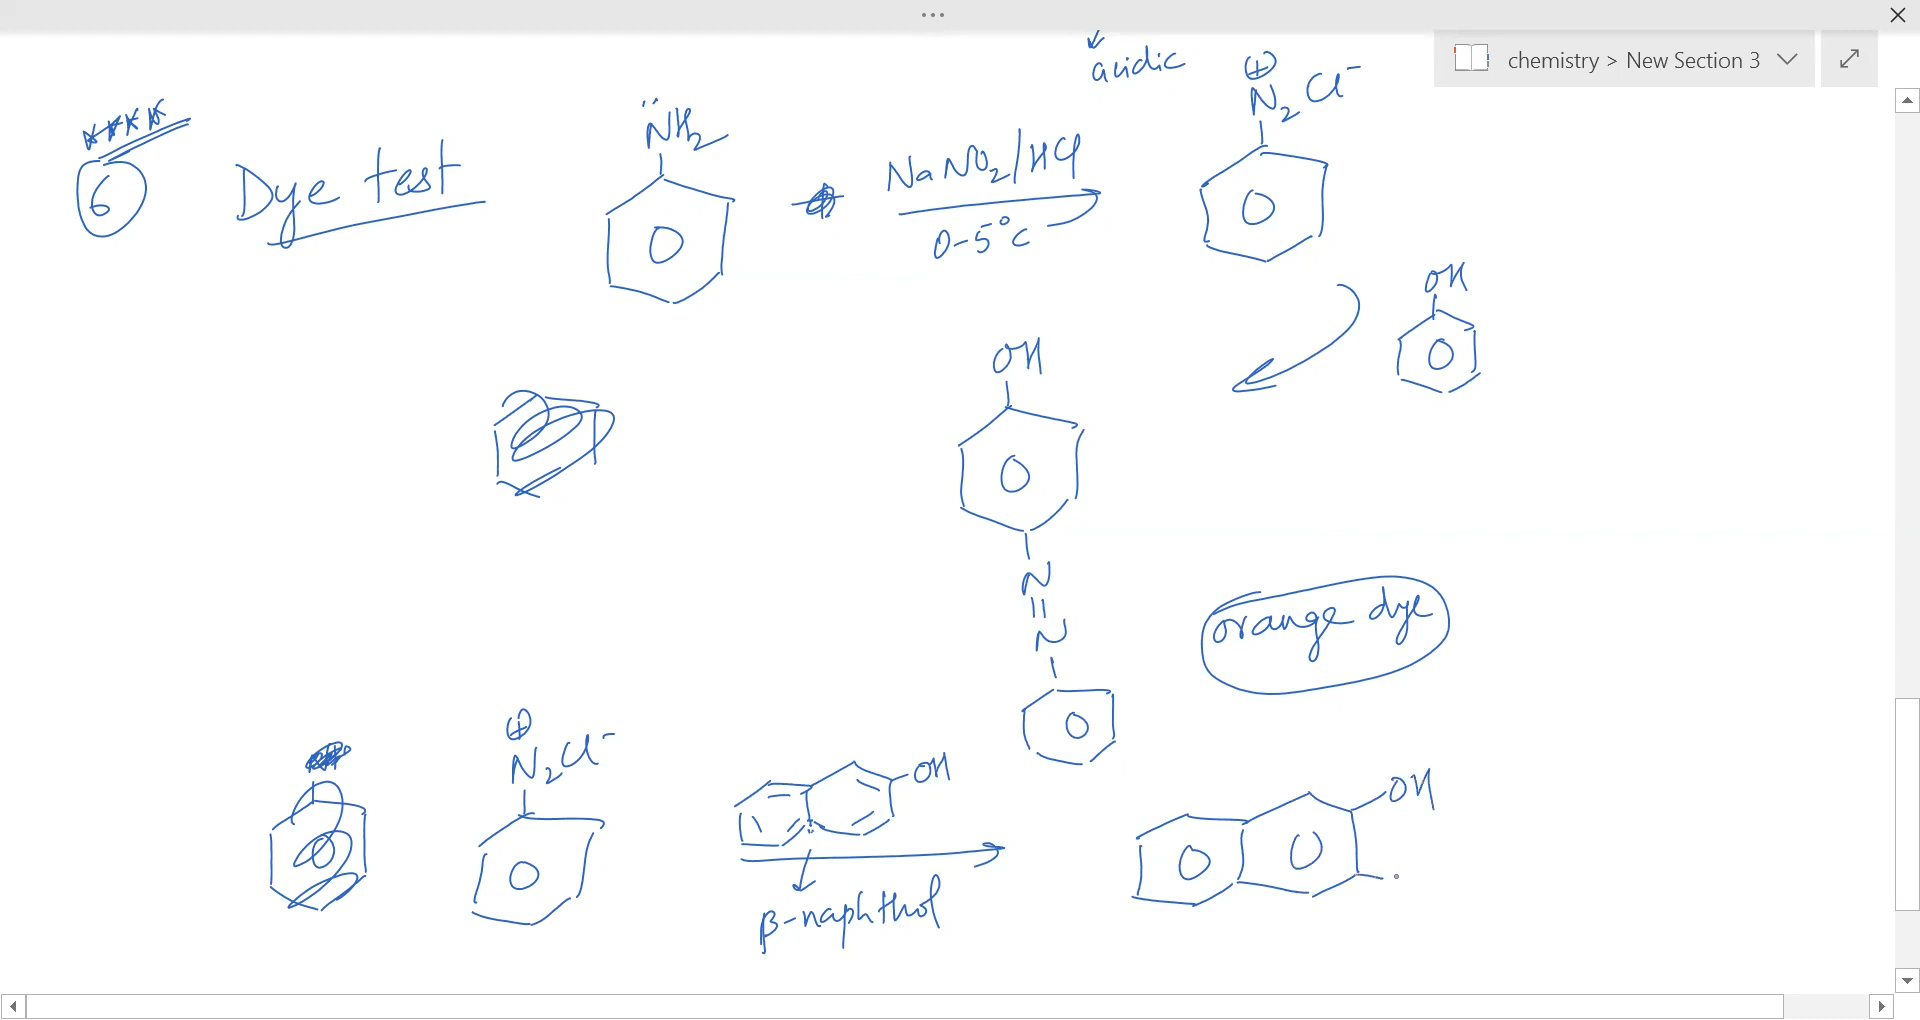 chemistry > New Section 3
acidic
N₂⁺Cl⁻
⑥ Dye test
NH₂
NaNO₂/HCl
0-5°C
OH
OH
N
N
orange dye
N₂⁺Cl⁻
OH
β-naphthol
OH